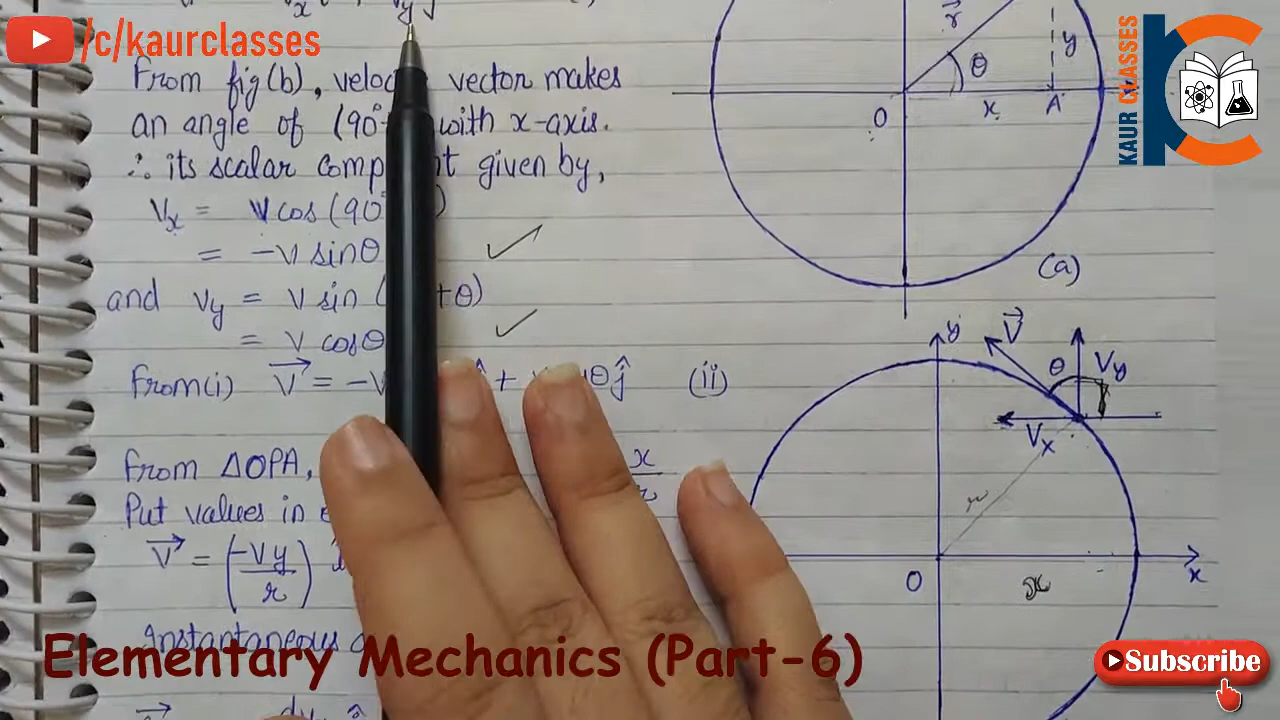 /c/kaurclasses
From fig(b), vector makes
an angle of (90° with x-axis.
∴ its scalar given by,
Vx = V cos (90° )
= -V sinθ
and Vy = V sin ( +θ)
= V cosθ
From(i) V⃗ = -V + θĵ (ii)
From ΔOPA, x
Put values in
V⃗ = (-Vy/r)
Instantaneous
r⃗
θ
y
O
x
A
(a)
KAUR CLASSES
y
V⃗
θ
Vy
Vx
r
O
x
x
Elementary Mechanics (Part-6)
Subscribe